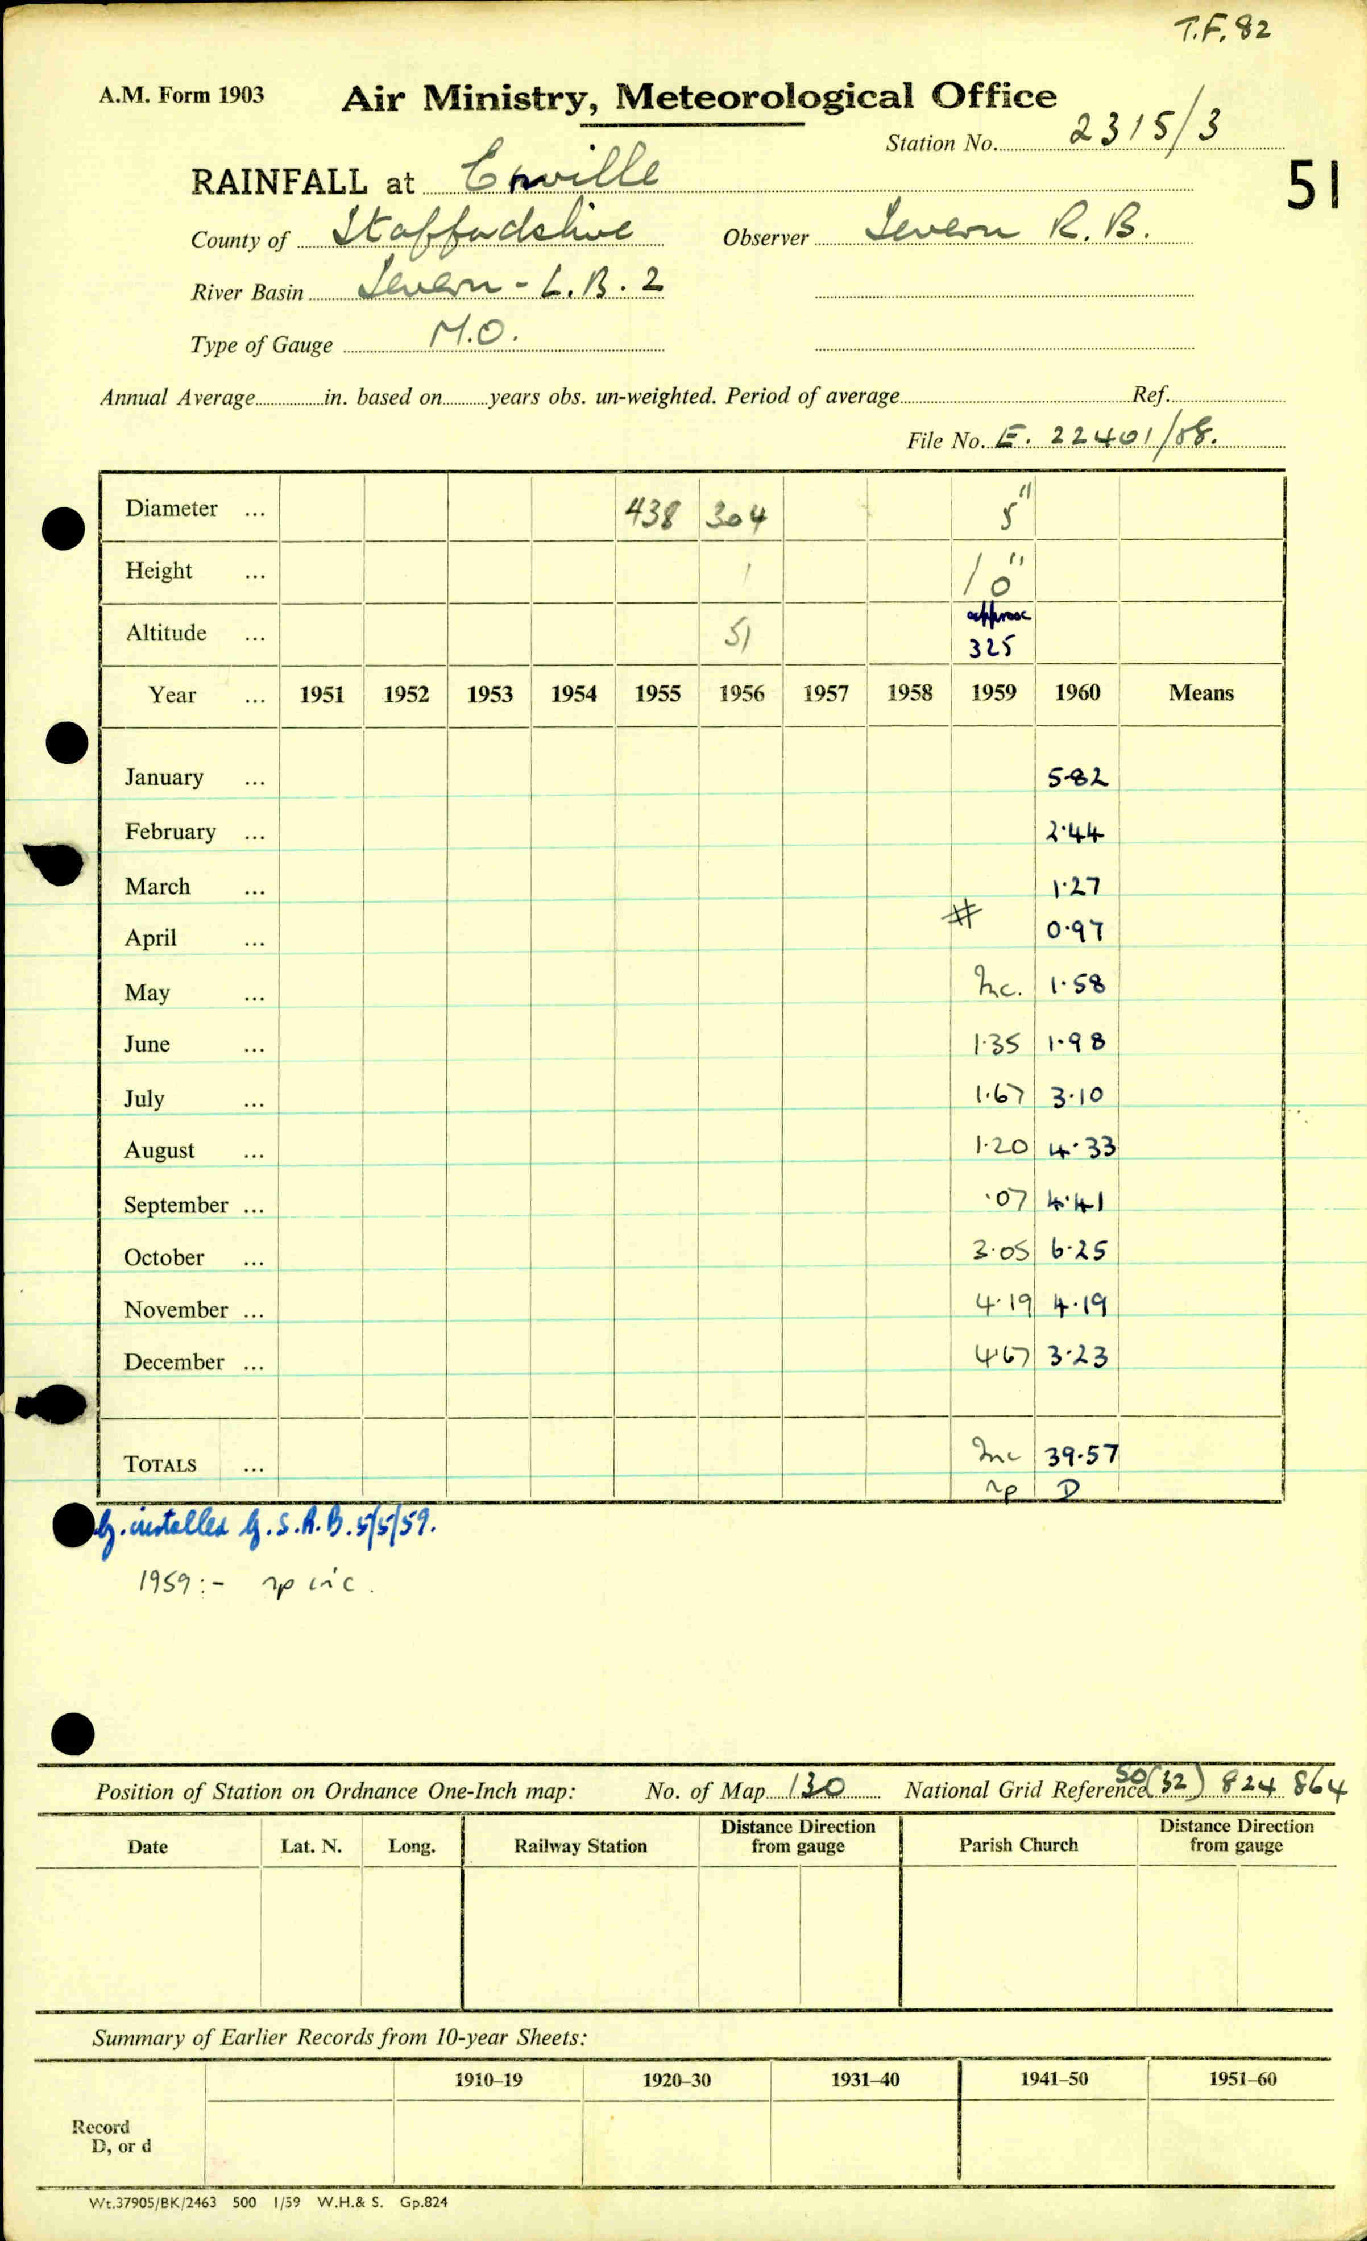 T.F. 82
A.M. Form 1903 Air Ministry, Meteorological Office
Station No. 2315/3
RAINFALL at Enville
51
County of Staffordshire Observer Severn R.B.
River Basin Severn - L.B. 2
Type of Gauge M.O.
Annual Average in. based on years obs. un-weighted. Period of average Ref.
File No. E. 22401/58.
Diameter ... 438 304 5"
Height ... 1 10"
Altitude ... 51 approx 325
Year ... 1951 1952 1953 1954 1955 1956 1957 1958 1959 1960 Means
January ... 5.82
February ... 2.44
March ... 1.27
April ... # 0.97
May ... Inc. 1.58
June ... 1.35 1.98
July ... 1.67 3.10
August ... 1.20 4.33
September ... .07 4.41
October ... 3.05 6.25
November ... 4.19 4.19
December ... 4.67 3.23
TOTALS ... Inc 39.57
np D
G. installed by S.R.B. 5/5/59.
1959:- np inc.
Position of Station on Ordnance One-Inch map: No. of Map 130 National Grid Reference SO(32) 824 864
Date Lat. N. Long. Railway Station Distance Direction from gauge Parish Church Distance Direction from gauge
Summary of Earlier Records from 10-year Sheets:
1910–19 1920–30 1931–40 1941–50 1951–60
Record
D, or d
Wt.37905/BK/2463 500 1/59 W.H.& S. Gp.824